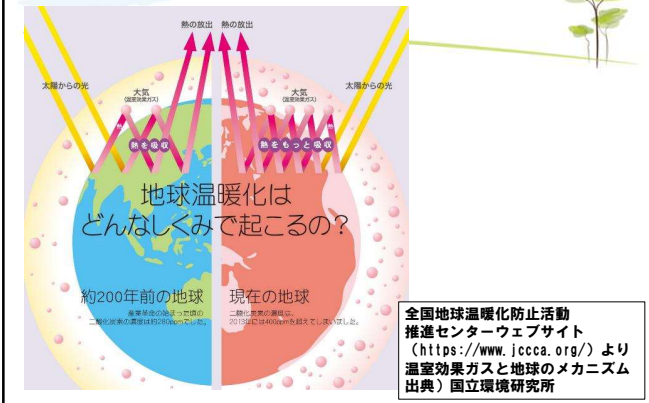 熱の放出 熱の放出
太陽からの光
大気
(温室効果ガス)
大気
(温室効果ガス)
太陽からの光
熱
熱
熱を吸収
熱をもっと吸収
地球温暖化は
どんなしくみで起こるの？
約200年前の地球
産業革命の始まった頃の
二酸化炭素の濃度は約280ppmでした。
現在の地球
二酸化炭素の濃度は、
2013年には400ppmを超えてしまいました。
全国地球温暖化防止活動
推進センターウェブサイト
（https://www.jccca.org/）より
温室効果ガスと地球のメカニズム
出典）国立環境研究所